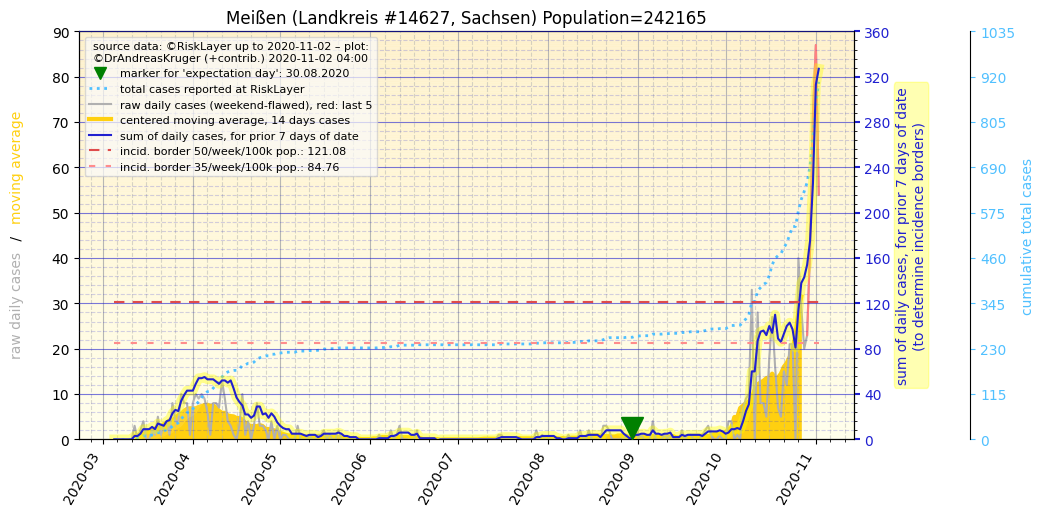 Meißen (Landkreis #14627, Sachsen) Population=242165
source data: ©RiskLayer up to 2020-11-02 – plot:
©DrAndreasKruger (+contrib.) 2020-11-02 04:00
marker for 'expectation day': 30.08.2020
total cases reported at RiskLayer
raw daily cases (weekend-flawed), red: last 5
centered moving average, 14 days cases
sum of daily cases, for prior 7 days of date
incid. border 50/week/100k pop.: 121.08
incid. border 35/week/100k pop.: 84.76
raw daily cases / moving average
90
80
70
60
50
40
30
20
10
0
2020-03
2020-04
2020-05
2020-06
2020-07
2020-08
2020-09
2020-10
2020-11
360
320
280
240
200
160
120
80
40
0
sum of daily cases, for prior 7 days of date
(to determine incidence borders)
1035
920
805
690
575
460
345
230
115
0
cumulative total cases